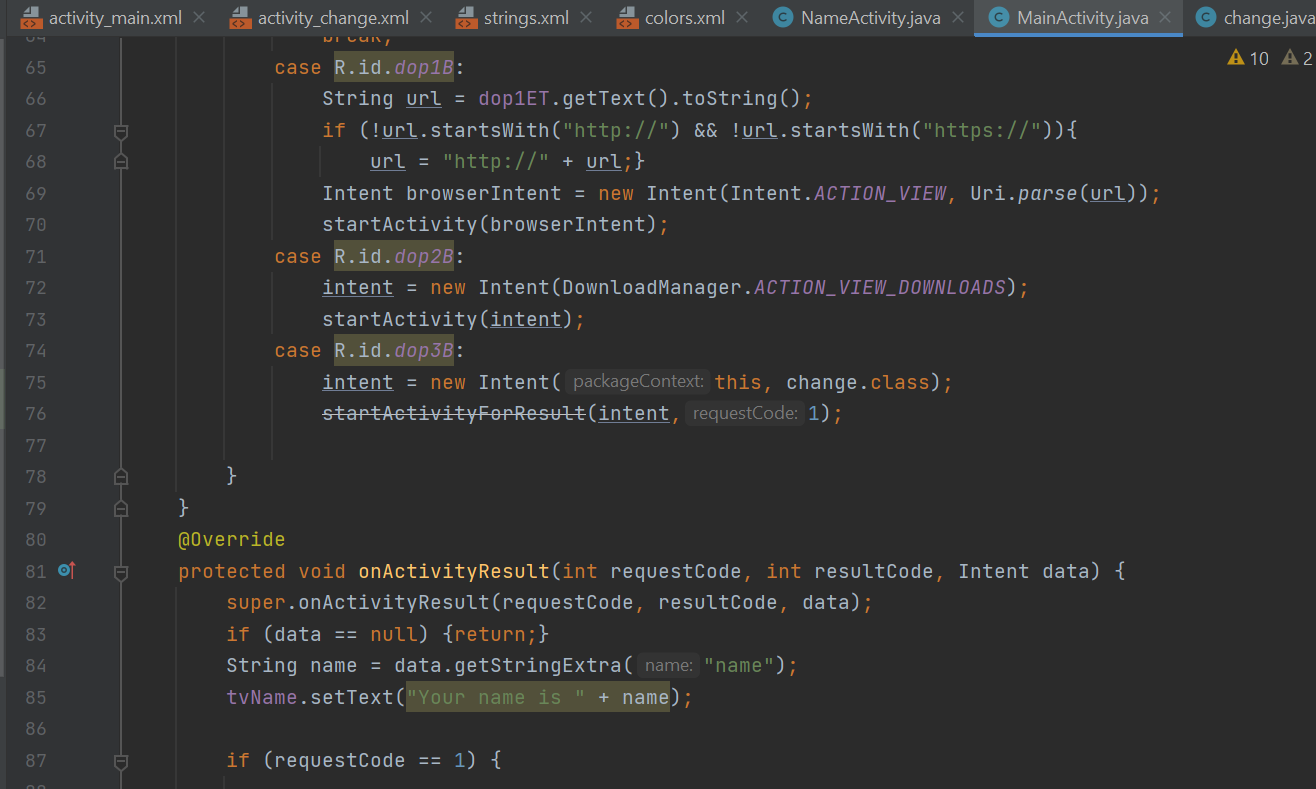 activity_main.xml activity_change.xml strings.xml colors.xml NameActivity.java MainActivity.java change.java
64 break;
65 case R.id.dop1B:
10 2
66 String url = dop1ET.getText().toString();
67 if (!url.startsWith("http://") && !url.startsWith("https://")){
68 url = "http://" + url;}
69 Intent browserIntent = new Intent(Intent.ACTION_VIEW, Uri.parse(url));
70 startActivity(browserIntent);
71 case R.id.dop2B:
72 intent = new Intent(DownloadManager.ACTION_VIEW_DOWNLOADS);
73 startActivity(intent);
74 case R.id.dop3B:
75 intent = new Intent( packageContext: this, change.class);
76 startActivityForResult(intent, requestCode: 1);
77
78 }
79 }
80 @Override
81 protected void onActivityResult(int requestCode, int resultCode, Intent data) {
82 super.onActivityResult(requestCode, resultCode, data);
83 if (data == null) {return;}
84 String name = data.getStringExtra( name: "name");
85 tvName.setText("Your name is " + name);
86
87 if (requestCode == 1) {